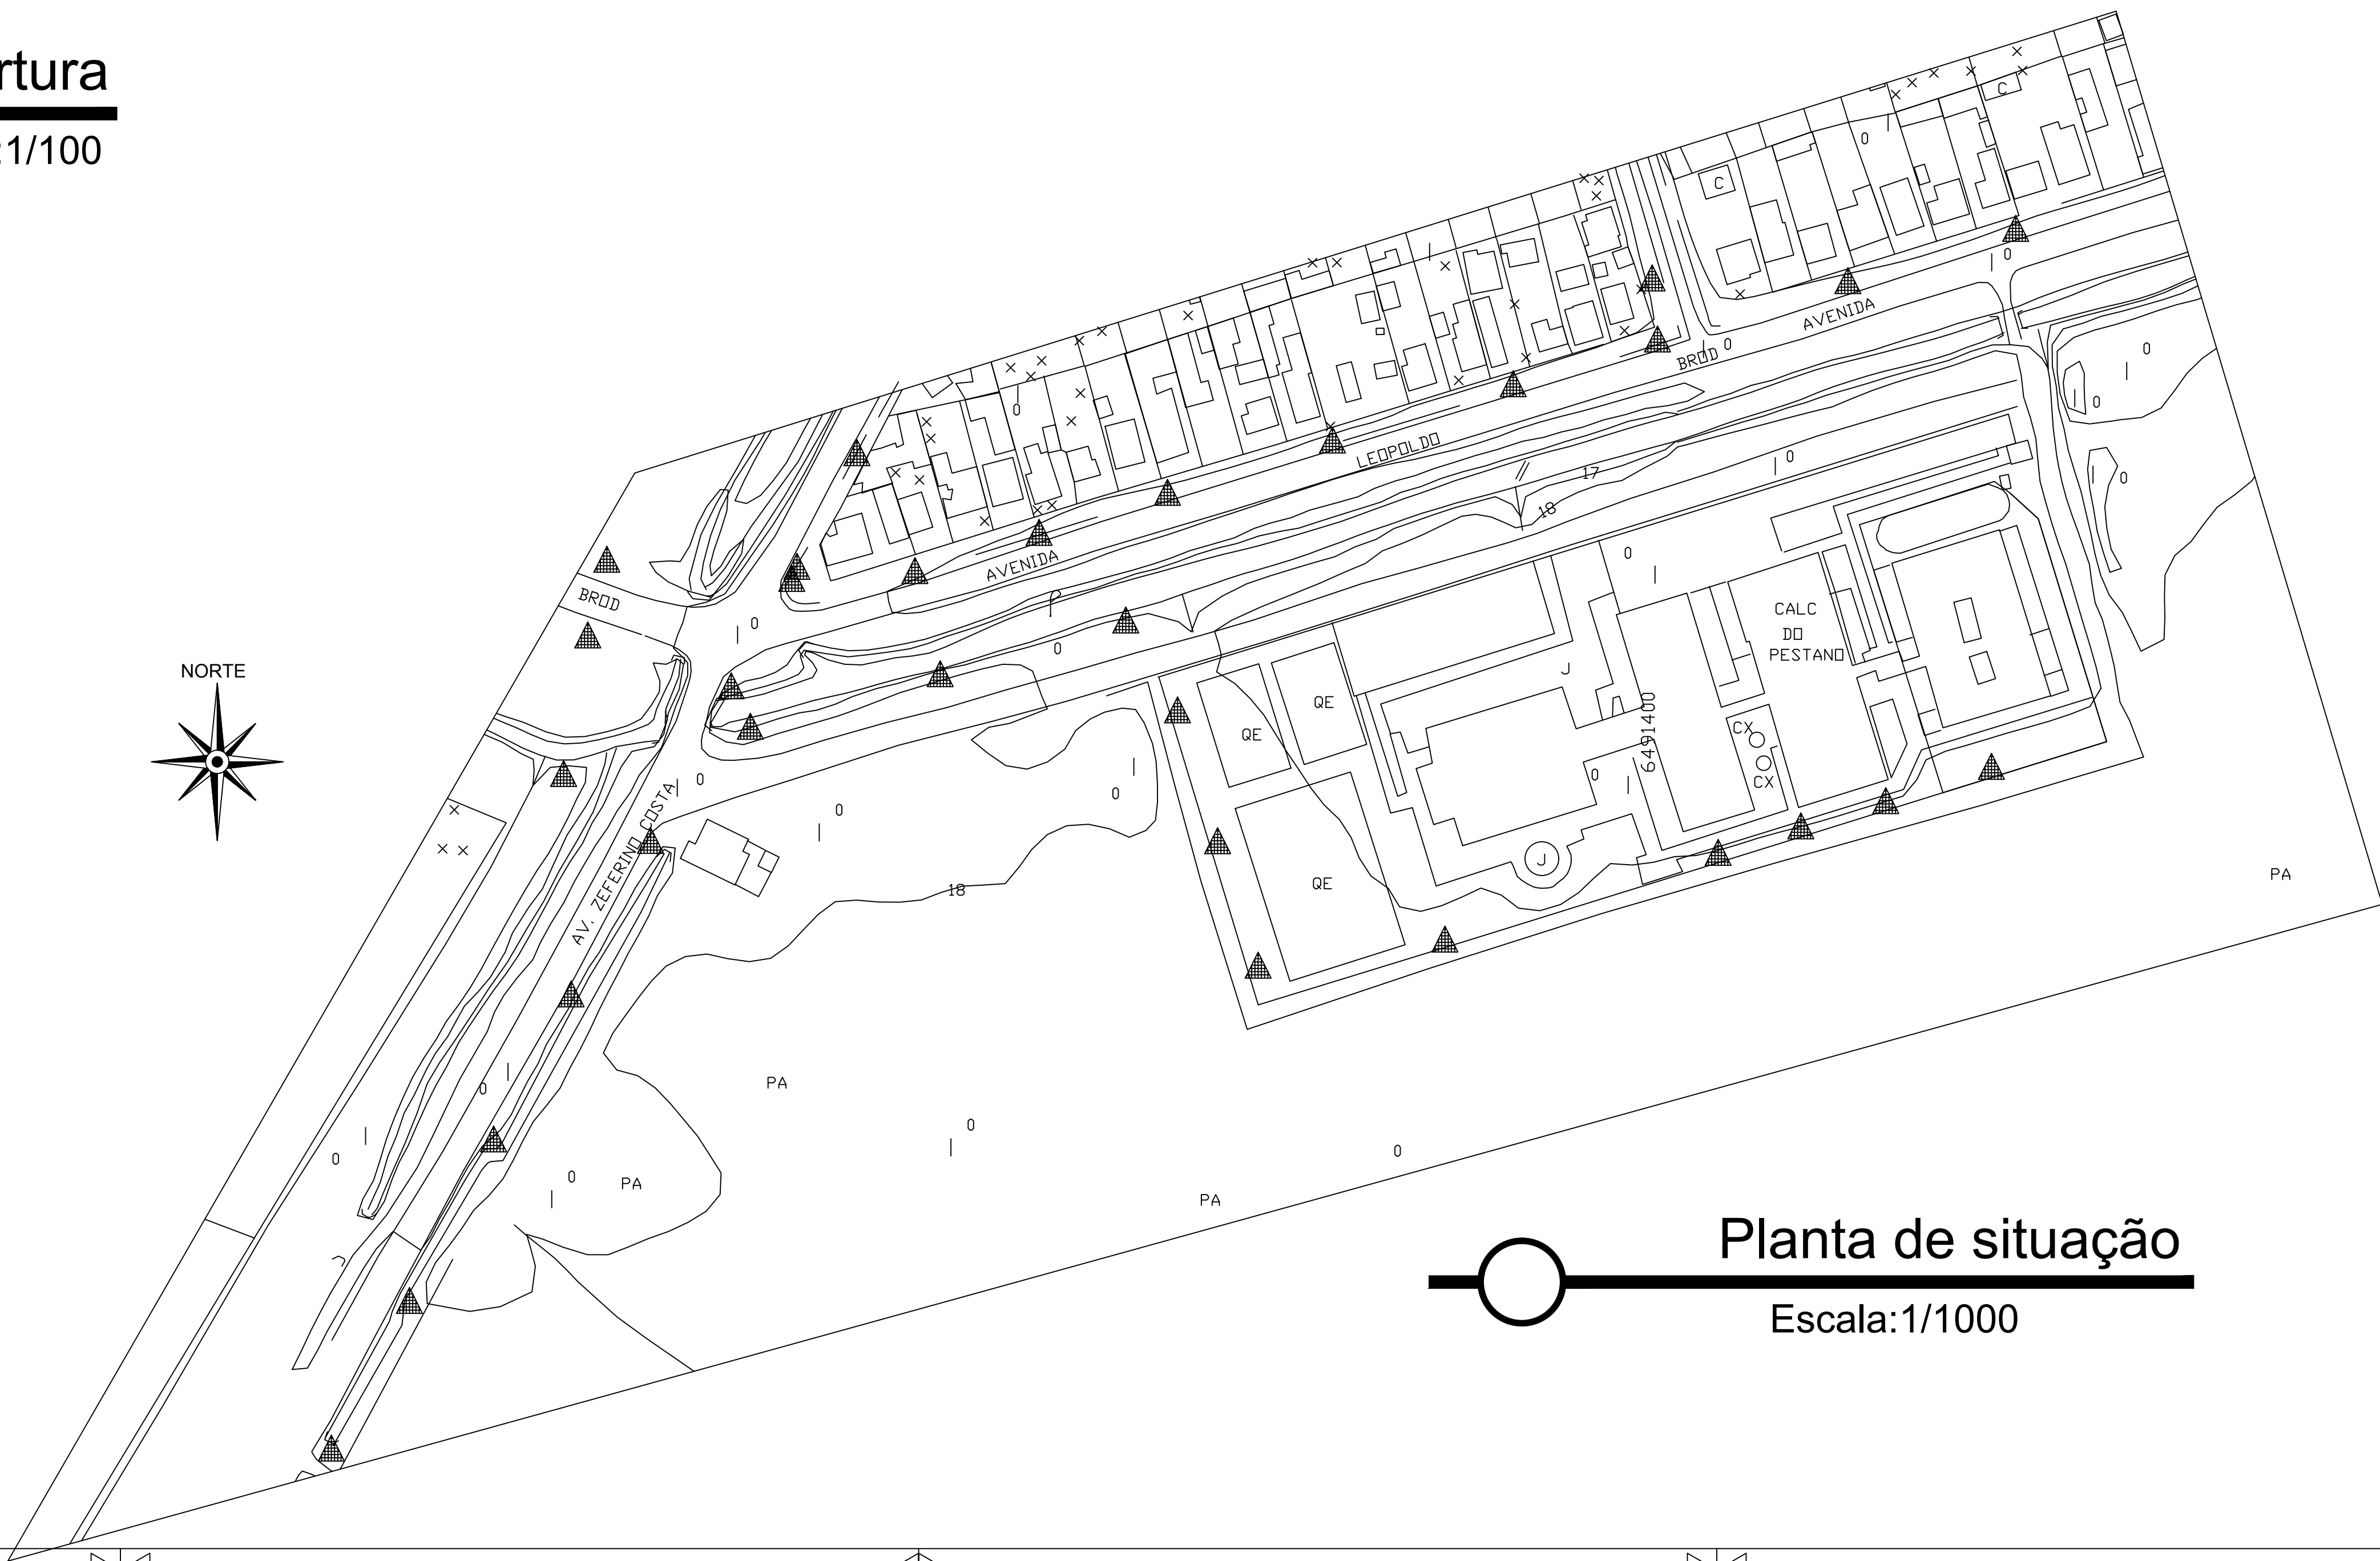 rtura
:1/100
C
C
AVENIDA
BROD
LEOPOLDO
17
18
AVENIDA
BROD
NORTE
CALC
DO
PESTANO
J
QE
QE
6491400
CX
CX
AV. ZEFERINO COSTA
J
QE
18
PA
PA
PA
PA
Planta de situação
Escala:1/1000